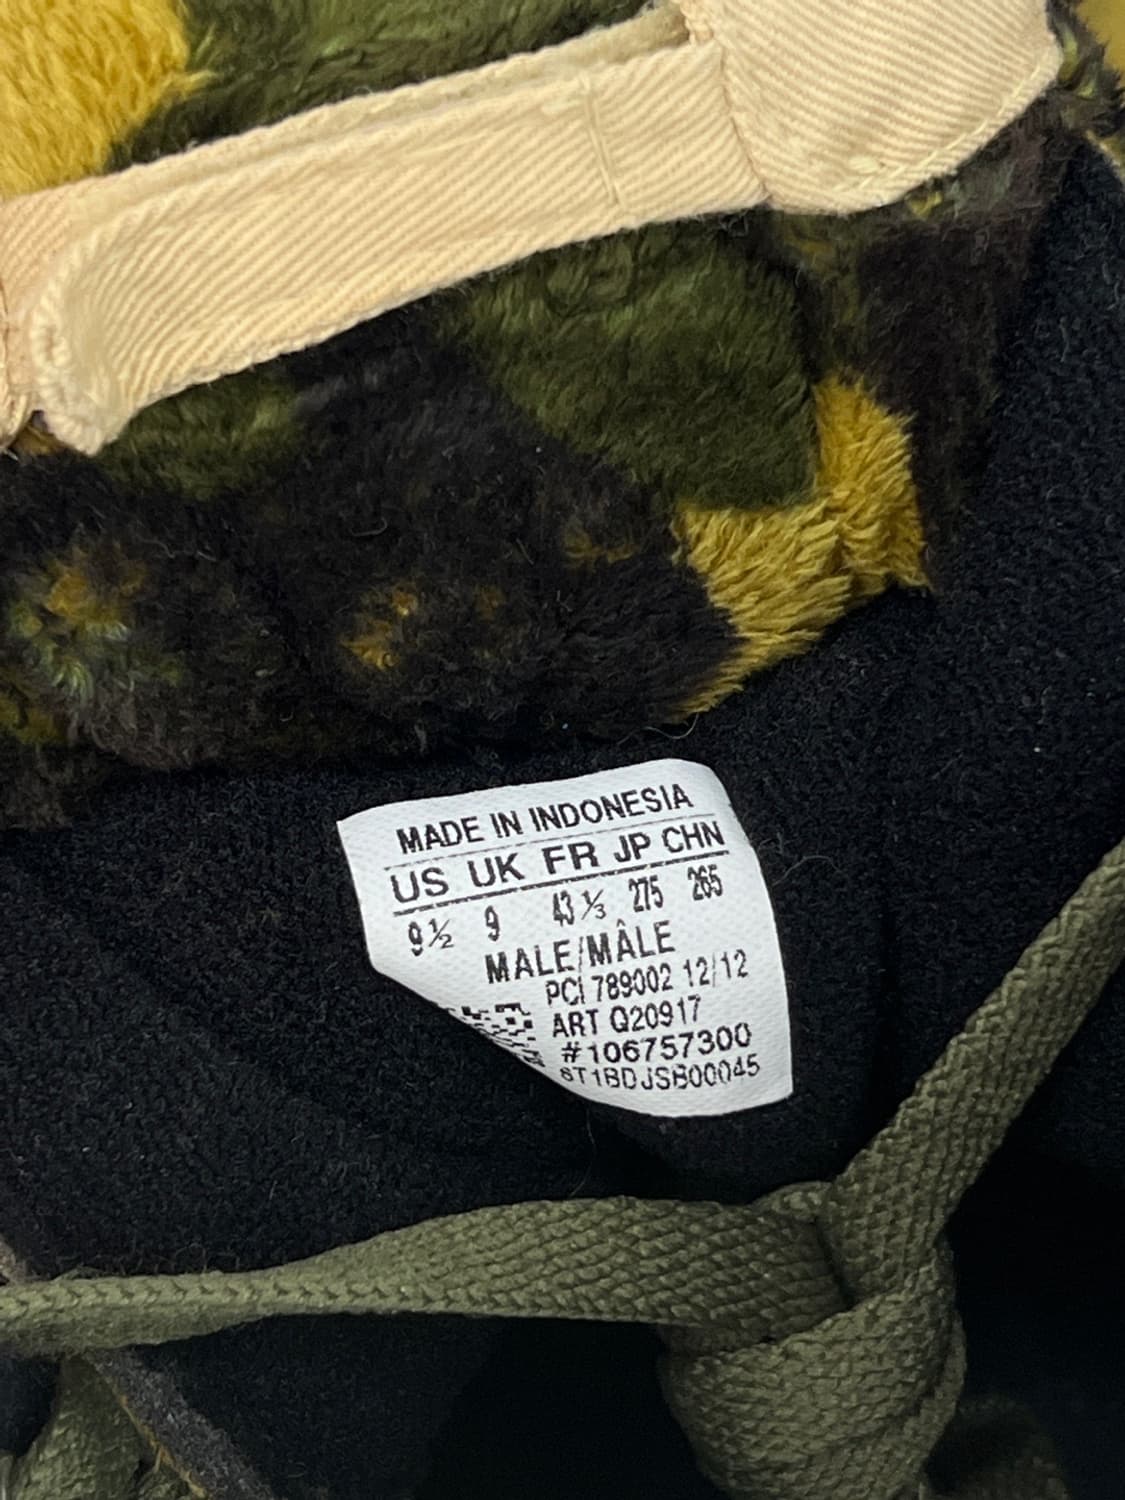 MADE IN INDONESIA
US UK FR JP CHN
9½ 9 43⅓ 275 265
MALE/MÂLE
PCI 789002 12/12
ART Q20917
#106757300
6T1BDJSB00045